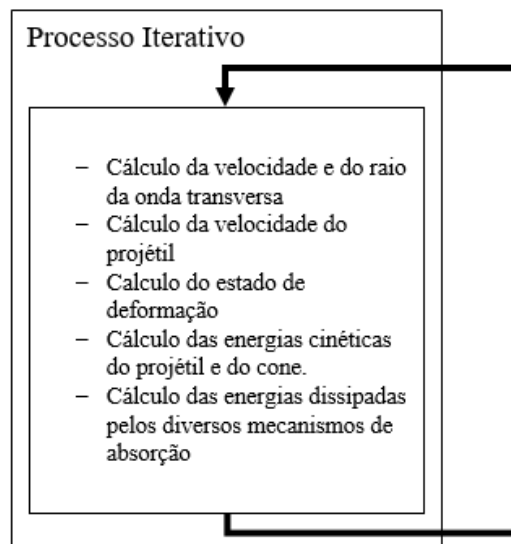 Processo Iterativo
– Cálculo da velocidade e do raio
da onda transversa
– Cálculo da velocidade do
projétil
– Calculo do estado de
deformação
– Cálculo das energias cinéticas
do projétil e do cone.
– Cálculo das energias dissipadas
pelos diversos mecanismos de
absorção